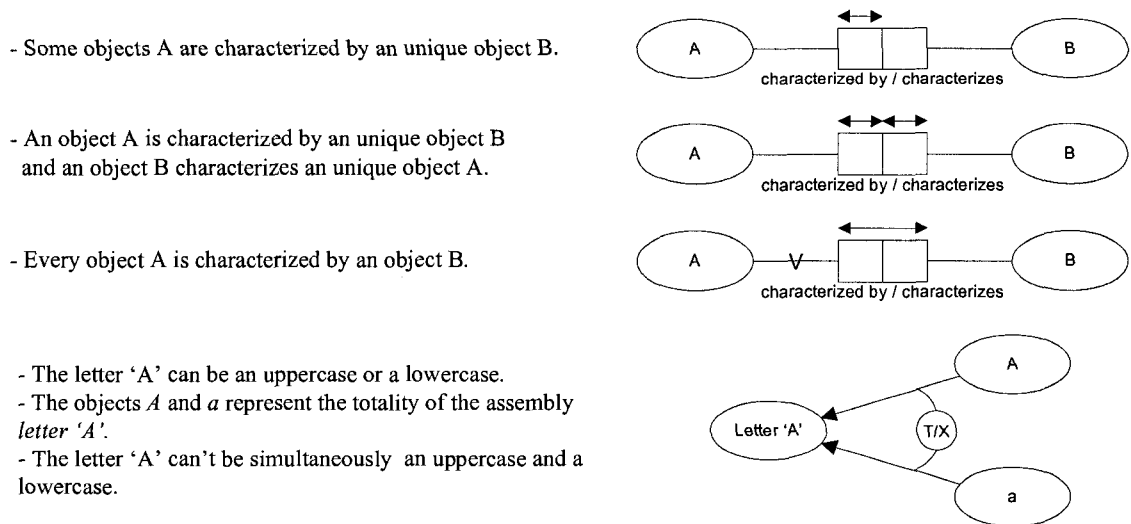 - Some objects A are characterized by an unique object B.
A
B
characterized by / characterizes
- An object A is characterized by an unique object B
and an object B characterizes an unique object A.
A
B
characterized by / characterizes
- Every object A is characterized by an object B.
A
V
B
characterized by / characterizes
- The letter ‘A’ can be an uppercase or a lowercase.
- The objects A and a represent the totality of the assembly
letter ‘A’.
- The letter ‘A’ can't be simultaneously an uppercase and a
lowercase.
A
Letter ‘A’
T/X
a